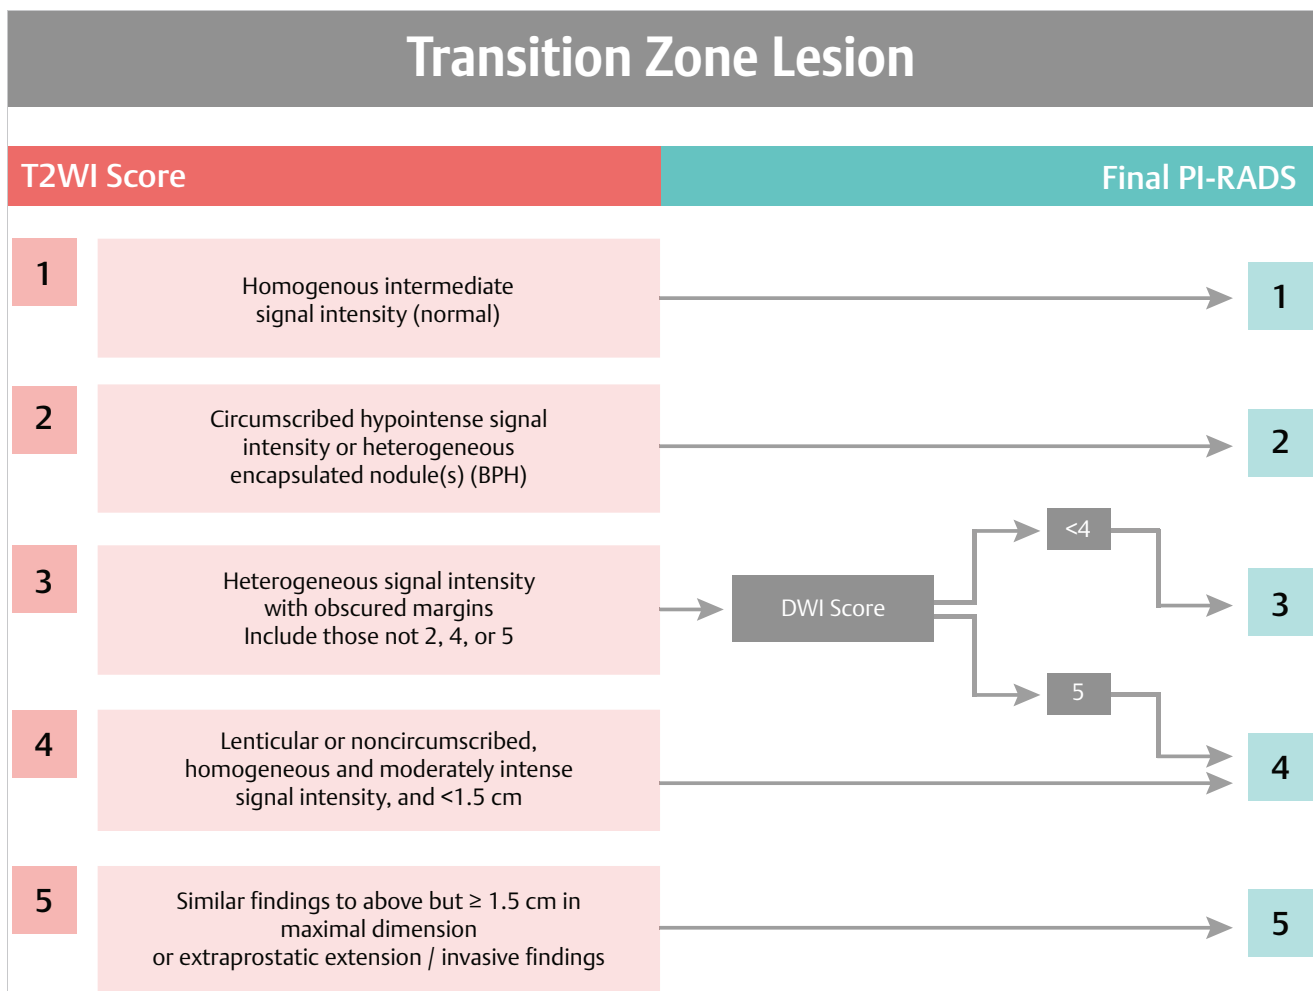 Transition Zone Lesion
T2WI Score
Final PI-RADS
1
Homogenous intermediate
signal intensity (normal)
1
2
Circumscribed hypointense signal
intensity or heterogeneous
encapsulated nodule(s) (BPH)
2
3
Heterogeneous signal intensity
with obscured margins
Include those not 2, 4, or 5
DWI Score
<4
3
5
4
Lenticular or noncircumscribed,
homogeneous and moderately intense
signal intensity, and <1.5 cm
4
5
Similar findings to above but ≥ 1.5 cm in
maximal dimension
or extraprostatic extension / invasive findings
5